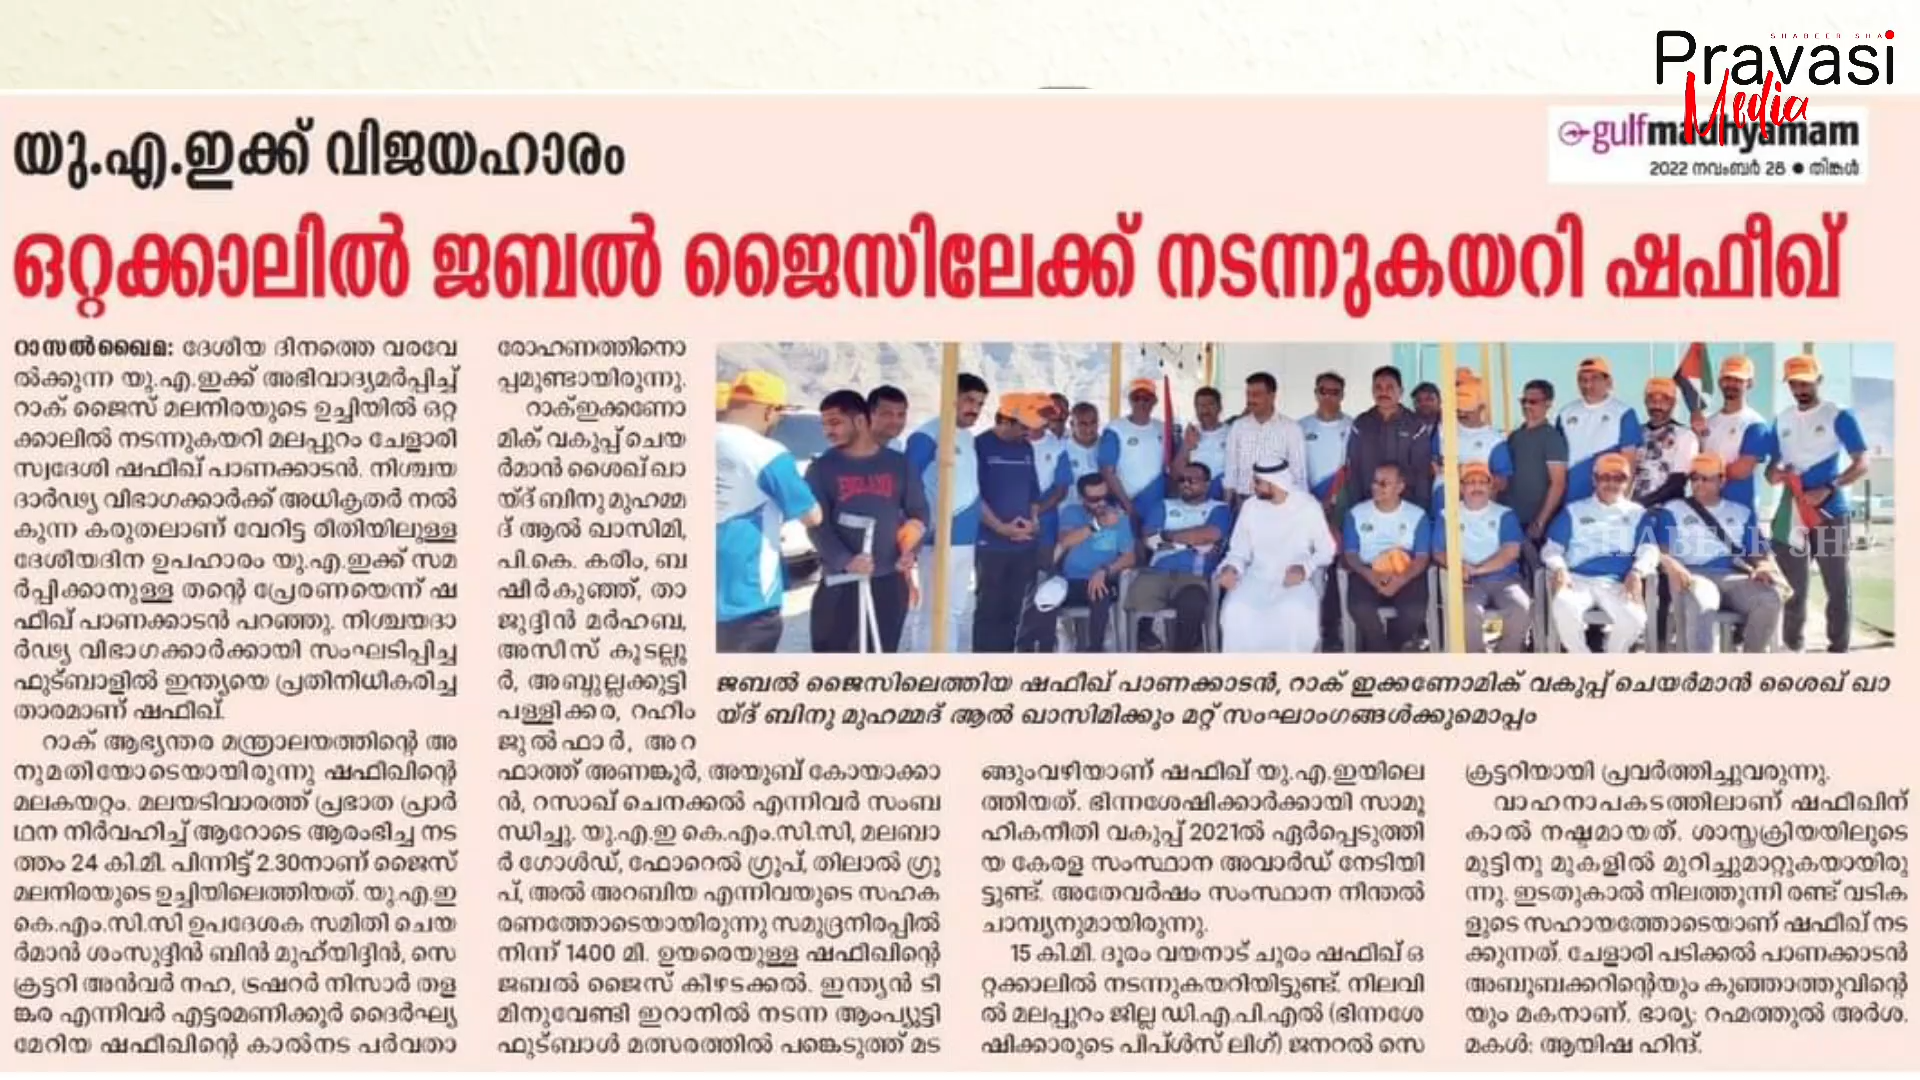 SHABEER SHA
Pravasi
Media
gulfmadhyamam
2022 നവംബർ 28 ● തിങ്കൾ
യു.എ.ഇക്ക് വിജയഹാരം
ഒറ്റക്കാലിൽ ജബൽ ജൈസിലേക്ക് നടന്നുകയറി ഷഫീഖ്
റാസൽഖൈമ: ദേശീയ ദിനത്തെ വരവേ
ൽക്കുന്ന യു.എ.ഇക്ക് അഭിവാദ്യമർപ്പിച്ച്
റാക് ജൈസ് മലനിരയുടെ ഉച്ചിയിൽ ഒറ്റ
ക്കാലിൽ നടന്നുകയറി മലപ്പുറം ചേളാരി
സ്വദേശി ഷഫീഖ് പാണക്കാടൻ. നിശ്ചയ
ദാർഢ്യ വിഭാഗക്കാർക്ക് അധികൃതർ നൽ
കുന്ന കരുതലാണ് വേറിട്ട രീതിയിലുള്ള
ദേശീയദിന ഉപഹാരം യു.എ.ഇക്ക് സമ
ർപ്പിക്കാനുള്ള തന്റെ പ്രേരണയെന്ന് ഷ
ഫീഖ് പാണക്കാടൻ പറഞ്ഞു. നിശ്ചയദാ
ർഢ്യ വിഭാഗക്കാർക്കായി സംഘടിപ്പിച്ച
ഫുട്ബാളിൽ ഇന്ത്യയെ പ്രതിനിധീകരിച്ച
താരമാണ് ഷഫീഖ്.
റാക് ആഭ്യന്തര മന്ത്രാലയത്തിന്റെ അ
നുമതിയോടെയായിരുന്നു ഷഫീഖിന്റെ
മലകയറ്റം. മലയടിവാരത്ത് പ്രഭാത പ്രാർ
ഥന നിർവഹിച്ച് ആറോടെ ആരംഭിച്ച നട
ത്തം 24 കി.മീ. പിന്നിട്ട് 2.30നാണ് ജൈസ്
മലനിരയുടെ ഉച്ചിയിലെത്തിയത്. യു.എ.ഇ
കെ.എം.സി.സി ഉപദേശക സമിതി ചെയ
ർമാൻ ശംസുദ്ദീൻ ബിൻ മുഹ്‌യിദ്ദീൻ, സെ
ക്രട്ടറി അൻവർ നഹ, ട്രഷറർ നിസാർ തള
ങ്കര എന്നിവർ എട്ടരമണിക്കൂർ ദൈർഘ്യ
മേറിയ ഷഫീഖിന്റെ കാൽനട പർവതാ
രോഹണത്തിനൊ
പ്പമുണ്ടായിരുന്നു.
റാക് ഇക്കണോ
മിക് വകുപ്പ് ചെയ
ർമാൻ ശൈഖ് ഖാ
യ്ദ് ബിനു മുഹമ്മ
ദ് ആൽ ഖാസിമി,
പി.കെ. കരീം, ബ
ഷീർകുഞ്ഞ്, താ
ജുദ്ദീൻ മർഹബ,
അസീസ് കൂടല്ലൂ
ർ, അബ്ദുല്ലക്കുട്ടി
പള്ളിക്കര, റഹീം
ജുൽഫാർ, അറ
ഫാത്ത് അണങ്കൂർ, അയൂബ് കോയാക്കാ
ൻ, റസാഖ് ചെനക്കൽ എന്നിവർ സംബ
ന്ധിച്ചു. യു.എ.ഇ കെ.എം.സി.സി, മലബാ
ർ ഗോൾഡ്, ഫോറെൽ ഗ്രൂപ്, തിലാൽ ഗ്രൂ
പ്, അൽ അറബിയ എന്നിവയുടെ സഹക
രണത്തോടെയായിരുന്നു സമുദ്രനിരപ്പിൽ
നിന്ന് 1400 മീ. ഉയരെയുള്ള ഷഫീഖിന്റെ
ജബൽ ജൈസ് കീഴടക്കൽ. ഇന്ത്യൻ ടീ
മിനുവേണ്ടി ഇറാനിൽ നടന്ന ആംപ്യൂട്ടി
ഫുട്ബാൾ മത്സരത്തിൽ പങ്കെടുത്ത് മട
ജബൽ ജൈസിലെത്തിയ ഷഫീഖ് പാണക്കാടൻ, റാക് ഇക്കണോമിക് വകുപ്പ് ചെയർമാൻ ശൈഖ് ഖാ
യ്ദ് ബിനു മുഹമ്മദ് ആൽ ഖാസിമിക്കും മറ്റ് സംഘാംഗങ്ങൾക്കുമൊപ്പം
ങ്ങുംവഴിയാണ് ഷഫീഖ് യു.എ.ഇയിലെ
ത്തിയത്. ഭിന്നശേഷിക്കാർക്കായി സാമൂ
ഹികനീതി വകുപ്പ് 2021ൽ ഏർപ്പെടുത്തി
യ കേരള സംസ്ഥാന അവാർഡ് നേടിയി
ട്ടുണ്ട്. അതേവർഷം സംസ്ഥാന നീന്തൽ
ചാമ്പ്യനുമായിരുന്നു.
15 കി.മീ. ദൂരം വയനാട് ചുരം ഷഫീഖ് ഒ
റ്റക്കാലിൽ നടന്നുകയറിയിട്ടുണ്ട്. നിലവി
ൽ മലപ്പുറം ജില്ല ഡി.എ.പി.എൽ (ഭിന്നശേ
ഷിക്കാരുടെ പീപ്ൾസ് ലീഗ്) ജനറൽ സെ
ക്രട്ടറിയായി പ്രവർത്തിച്ചുവരുന്നു.
വാഹനാപകടത്തിലാണ് ഷഫീഖിന്
കാൽ നഷ്ടമായത്. ശാസ്ത്രക്രിയയിലൂടെ
മുട്ടിനു മുകളിൽ മുറിച്ചുമാറ്റുകയായിരു
ന്നു. ഇടതുകാൽ നിലത്തൂന്നി രണ്ട് വടിക
ളുടെ സഹായത്തോടെയാണ് ഷഫീഖ് നട
ക്കുന്നത്. ചേളാരി പടിക്കൽ പാണക്കാടൻ
അബൂബക്കറിന്റെയും കുഞ്ഞാത്തുവിന്റെ
യും മകനാണ്. ഭാര്യ: റഹ്മത്തുൽ അർശ.
മകൾ: ആയിഷ ഹിന്ദ്.
ENGLAND
SHABEER SH